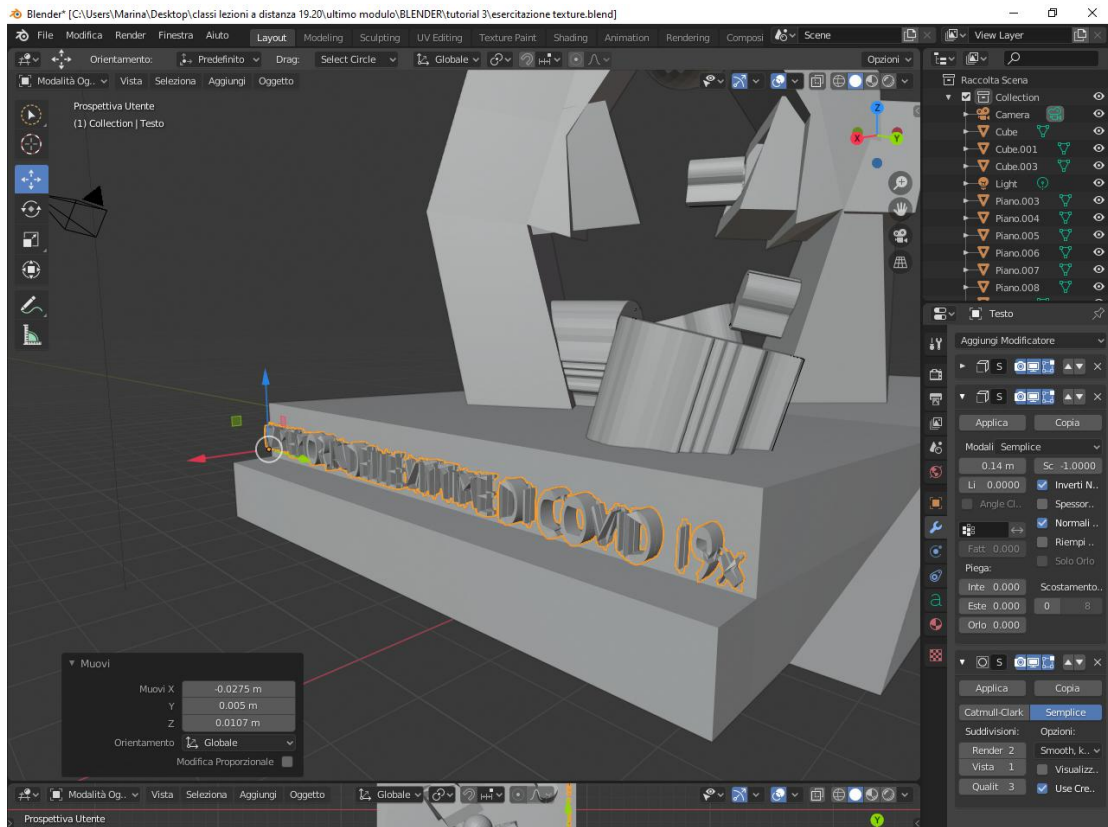 Blender* [C:\Users\Marina\Desktop\classi lezioni a distanza 19.20\ultimo modulo\BLENDER\tutorial 3\esercitazione texture.blend]
File Modifica Render Finestra Aiuto Layout Modeling Sculpting UV Editing Texture Paint Shading Animation Rendering Composi Scene View Layer
Orientamento: Predefinito Drag: Select Circle Globale Opzioni
Modalità Og.. Vista Seleziona Aggiungi Oggetto
Prospettiva Utente
(1) Collection | Testo
Z
X
Y
DI COVID 19
Muovi
Muovi X -0.0275 m
Y 0.005 m
Z 0.0107 m
Orientamento Globale
Modifica Proporzionale
Modalità Og.. Vista Seleziona Aggiungi Oggetto Globale
Prospettiva Utente
Y
Raccolta Scena
Collection
Camera
Cube
Cube.001
Cube.003
Light
Piano.003
Piano.004
Piano.005
Piano.006
Piano.007
Piano.008
Testo
Aggiungi Modificatore
S
S
Applica Copia
Modali Semplice
0.14 m Sc -1.0000
Li 0.0000 Inverti N..
Angle Cl.. Spessor..
Normali ..
Fatt 0.000 Riempi ..
Solo Orlo
Piega:
Inte 0.000 Scostamento..
Este 0.000 0 8
Orlo 0.000
S
Applica Copia
Catmull-Clark Semplice
Suddivisioni: Opzioni:
Render 2 Smooth, k..
Vista 1 Visualizz..
Qualit 3 Use Cre..